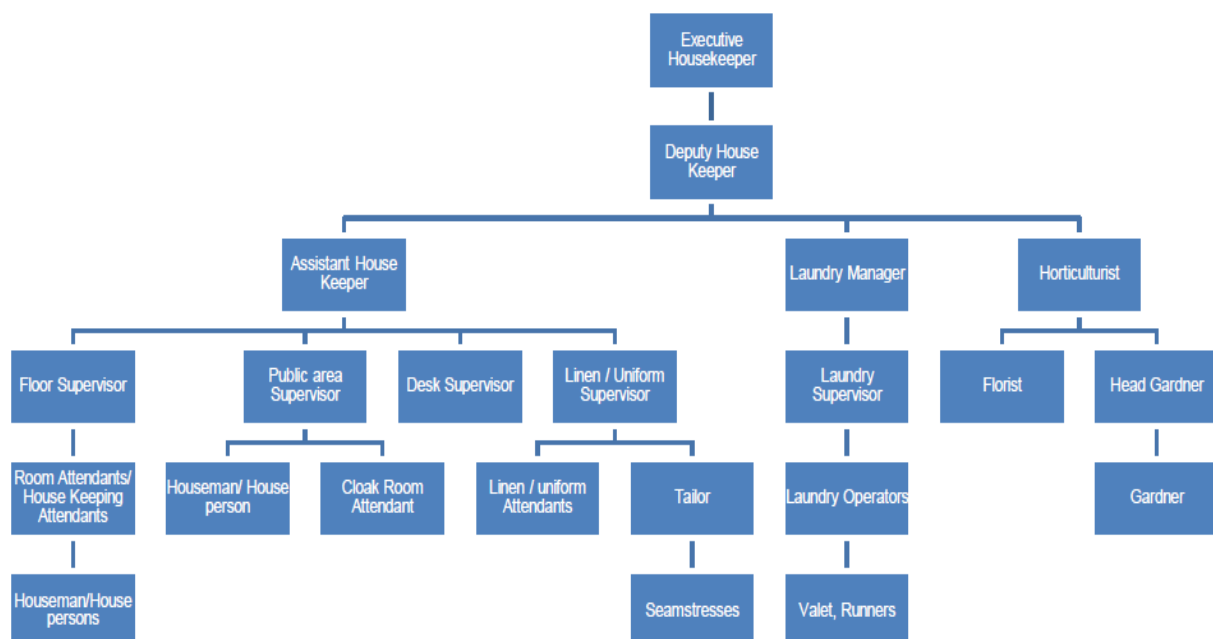 Executive
Housekeeper
Deputy House
Keeper
Assistant House
Keeper
Laundry Manager
Horticulturist
Floor Supervisor
Public area
Supervisor
Desk Supervisor
Linen / Uniform
Supervisor
Laundry
Supervisor
Florist
Head Gardner
Room Attendants/
House Keeping
Attendants
Houseman/ House
person
Cloak Room
Attendant
Linen / uniform
Attendants
Tailor
Laundry Operators
Gardner
Houseman/House
persons
Seamstresses
Valet, Runners